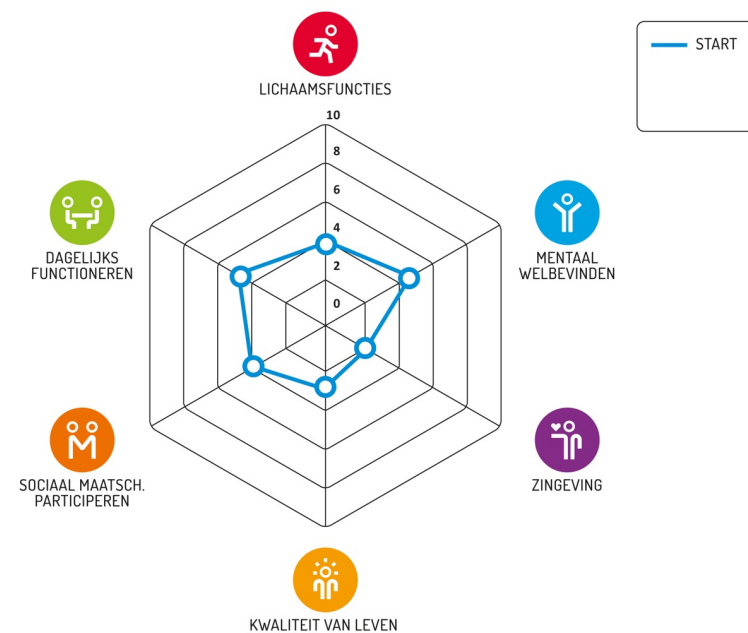 START
LICHAAMSFUNCTIES
10
8
6
4
2
0
DAGELIJKS
FUNCTIONEREN
MENTAAL
WELBEVINDEN
SOCIAAL MAATSCH.
PARTICIPEREN
ZINGEVING
KWALITEIT VAN LEVEN